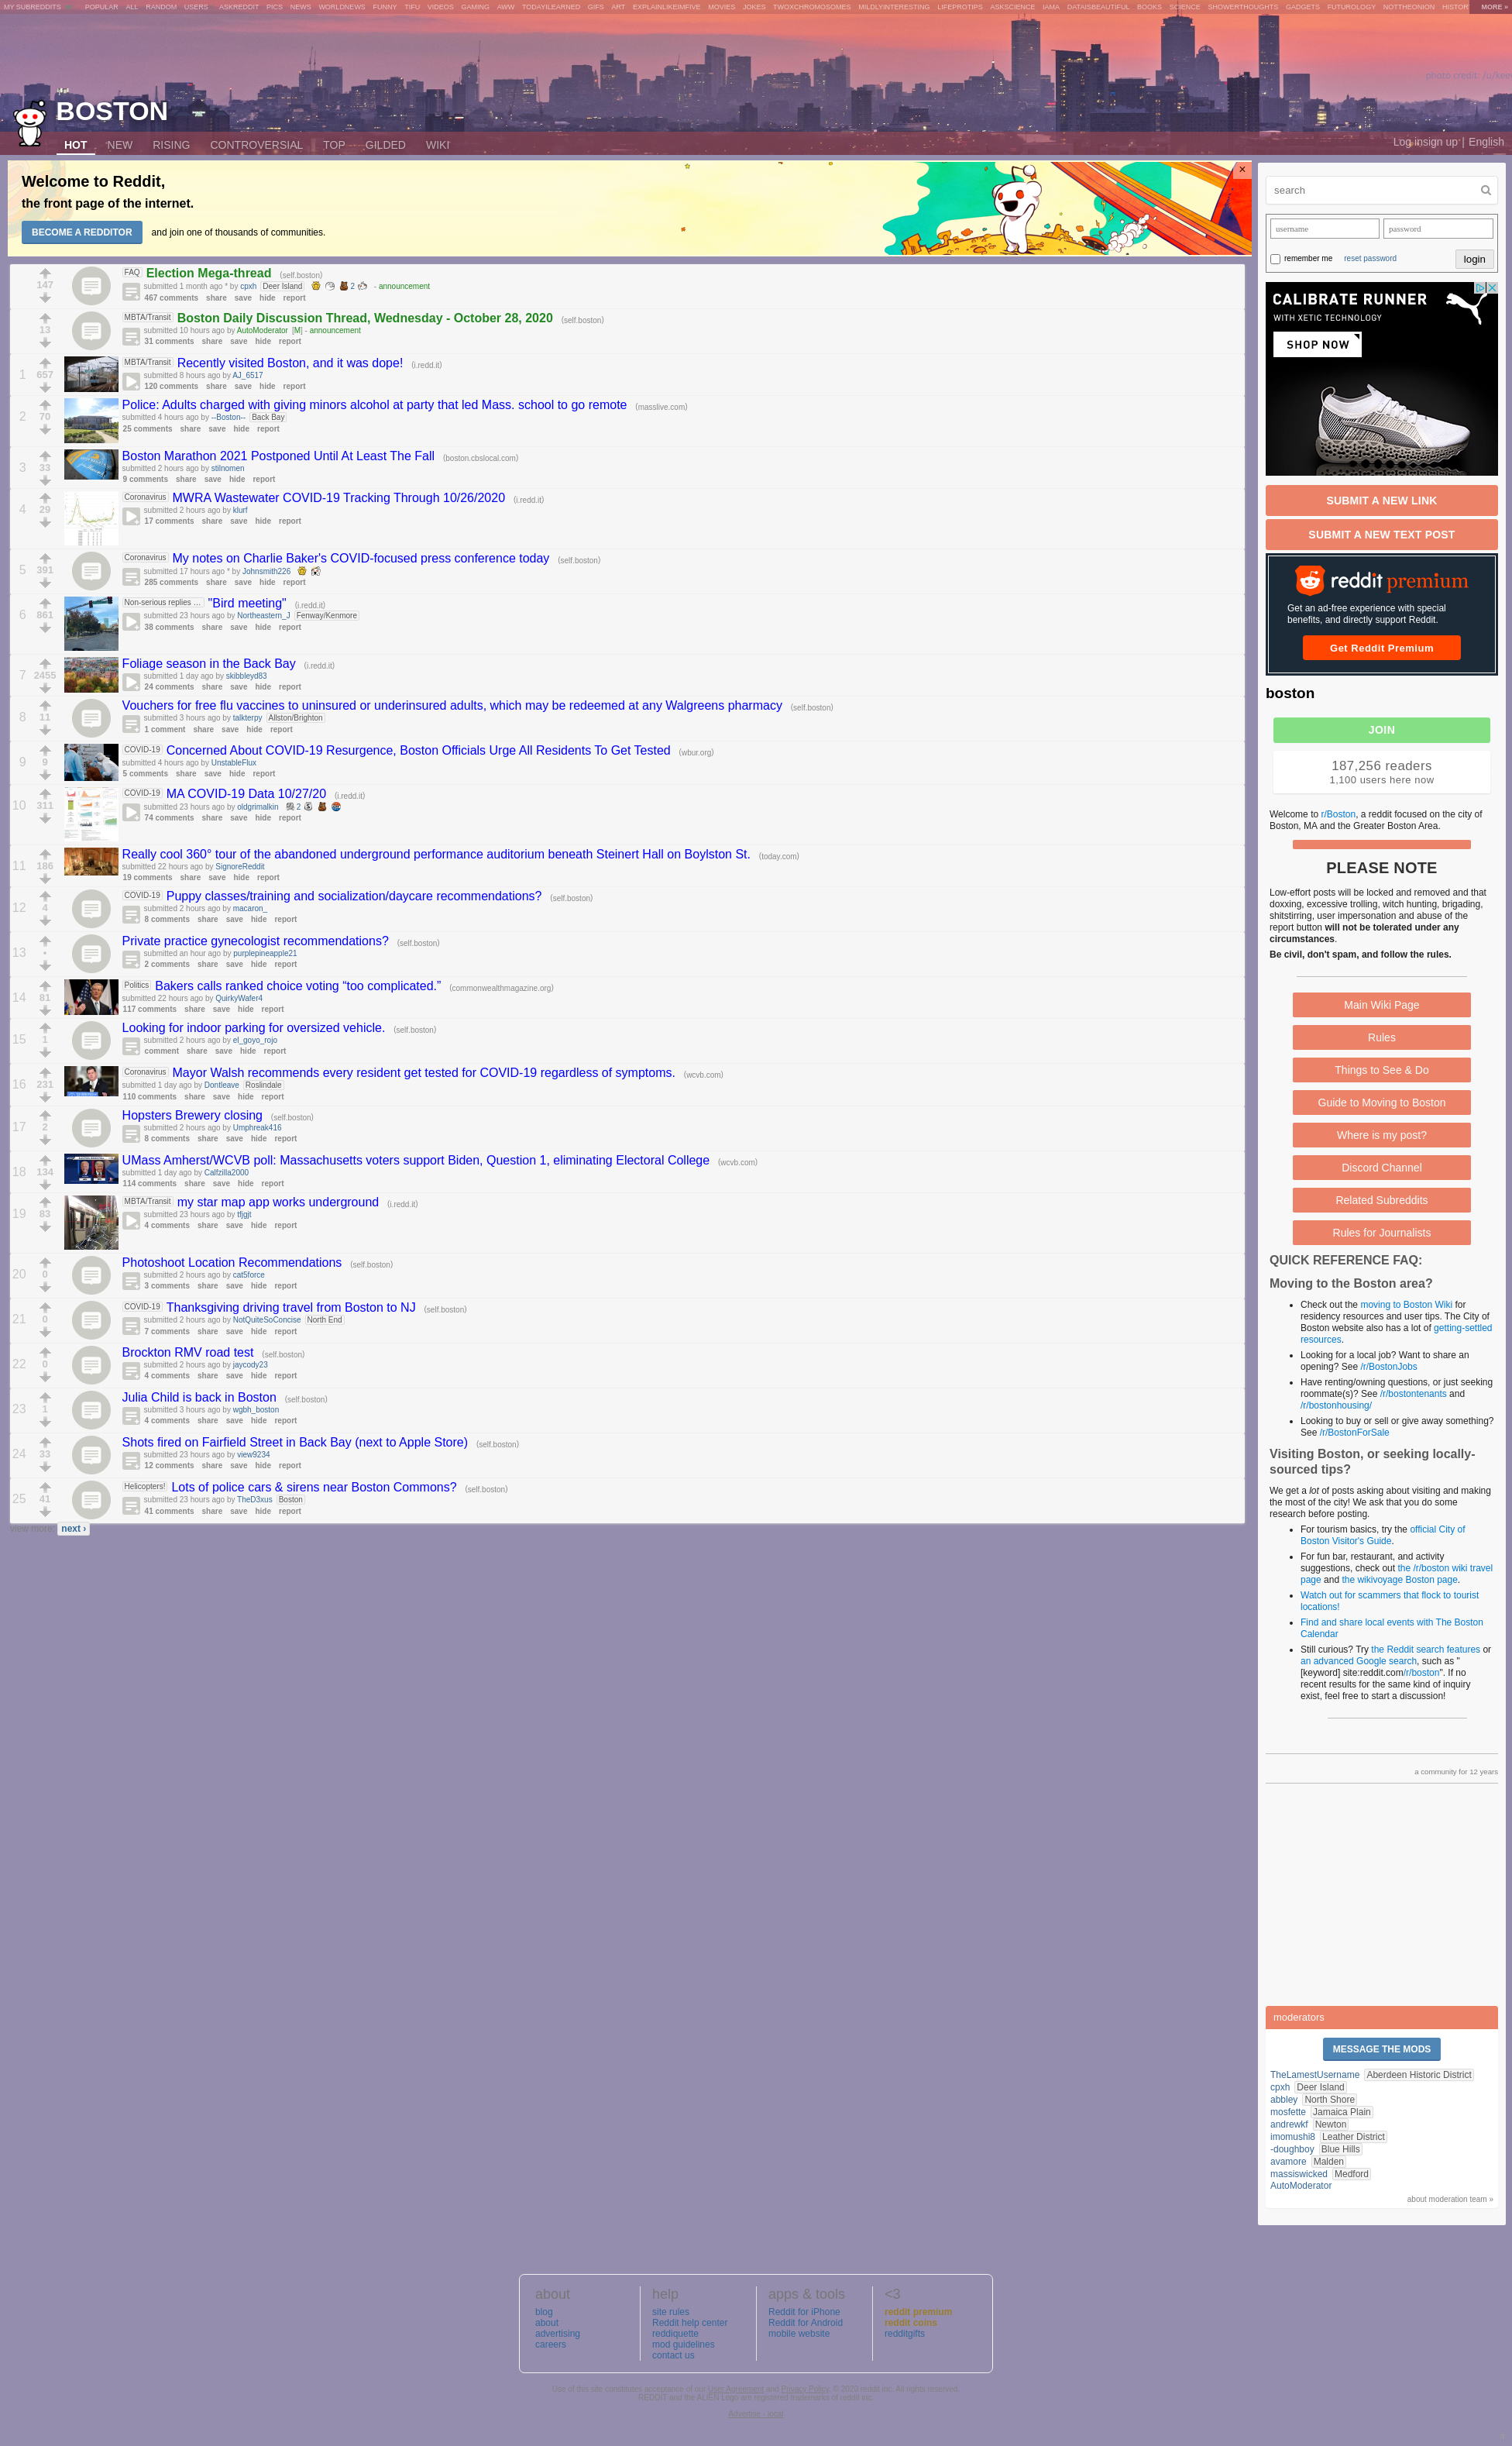 MY SUBREDDITS POPULAR ALL RANDOM USERS ASKREDDIT PICS NEWS WORLDNEWS FUNNY TIFU VIDEOS GAMING AWW TODAYILEARNED GIFS ART EXPLAINLIKEIMFIVE MOVIES JOKES TWOXCHROMOSOMES MILDLYINTERESTING LIFEPROTIPS ASKSCIENCE IAMA DATAISBEAUTIFUL BOOKS SCIENCE SHOWERTHOUGHTS GADGETS FUTUROLOGY NOTTHEONION HISTOR MORE »
photo credit: /u/
BOSTON
HOT NEW RISING CONTROVERSIAL TOP GILDED WIKI
Log in sign up | English
Welcome to Reddit,
the front page of the internet.
BECOME A REDDITOR and join one of thousands of communities.
147 FAQ Election Mega-thread (self.boston)
submitted 1 month ago * by cpxh Deer Island 2 - announcement
467 comments share save hide report
13 MBTA/Transit Boston Daily Discussion Thread, Wednesday - October 28, 2020 (self.boston)
submitted 10 hours ago by AutoModerator [M] - announcement
31 comments share save hide report
1 657 MBTA/Transit Recently visited Boston, and it was dope! (i.redd.it)
submitted 8 hours ago by AJ_6517
120 comments share save hide report
2 70 Police: Adults charged with giving minors alcohol at party that led Mass. school to go remote (masslive.com)
submitted 4 hours ago by --Boston-- Back Bay
25 comments share save hide report
3 33 Boston Marathon 2021 Postponed Until At Least The Fall (boston.cbslocal.com)
submitted 2 hours ago by stilnomen
9 comments share save hide report
4 29 Coronavirus MWRA Wastewater COVID-19 Tracking Through 10/26/2020 (i.redd.it)
submitted 2 hours ago by klurf
17 comments share save hide report
5 391 Coronavirus My notes on Charlie Baker's COVID-focused press conference today (self.boston)
submitted 17 hours ago * by Johnsmith226
285 comments share save hide report
6 861 Non-serious replies … "Bird meeting" (i.redd.it)
submitted 23 hours ago by Northeastern_J Fenway/Kenmore
38 comments share save hide report
7 2455 Foliage season in the Back Bay (i.redd.it)
submitted 1 day ago by skibbleyd83
24 comments share save hide report
8 11 Vouchers for free flu vaccines to uninsured or underinsured adults, which may be redeemed at any Walgreens pharmacy (self.boston)
submitted 3 hours ago by talkterpy Allston/Brighton
1 comment share save hide report
9 9 COVID-19 Concerned About COVID-19 Resurgence, Boston Officials Urge All Residents To Get Tested (wbur.org)
submitted 4 hours ago by UnstableFlux
5 comments share save hide report
10 311 COVID-19 MA COVID-19 Data 10/27/20 (i.redd.it)
submitted 23 hours ago by oldgrimalkin 2
74 comments share save hide report
11 186 Really cool 360° tour of the abandoned underground performance auditorium beneath Steinert Hall on Boylston St. (today.com)
submitted 22 hours ago by SignoreReddit
19 comments share save hide report
12 4 COVID-19 Puppy classes/training and socialization/daycare recommendations? (self.boston)
submitted 2 hours ago by macaron_
8 comments share save hide report
13 • Private practice gynecologist recommendations? (self.boston)
submitted an hour ago by purplepineapple21
2 comments share save hide report
14 81 Politics Bakers calls ranked choice voting “too complicated.” (commonwealthmagazine.org)
submitted 22 hours ago by QuirkyWafer4
117 comments share save hide report
15 1 Looking for indoor parking for oversized vehicle. (self.boston)
submitted 2 hours ago by el_goyo_rojo
comment share save hide report
16 231 Coronavirus Mayor Walsh recommends every resident get tested for COVID-19 regardless of symptoms. (wcvb.com)
submitted 1 day ago by Dontleave Roslindale
110 comments share save hide report
17 2 Hopsters Brewery closing (self.boston)
submitted 2 hours ago by Umphreak416
8 comments share save hide report
18 134 UMass Amherst/WCVB poll: Massachusetts voters support Biden, Question 1, eliminating Electoral College (wcvb.com)
submitted 1 day ago by Calfzilla2000
114 comments share save hide report
19 83 MBTA/Transit my star map app works underground (i.redd.it)
submitted 23 hours ago by tfjgjt
4 comments share save hide report
20 0 Photoshoot Location Recommendations (self.boston)
submitted 2 hours ago by cat5force
3 comments share save hide report
21 0 COVID-19 Thanksgiving driving travel from Boston to NJ (self.boston)
submitted 2 hours ago by NotQuiteSoConcise North End
7 comments share save hide report
22 0 Brockton RMV road test (self.boston)
submitted 2 hours ago by jaycody23
4 comments share save hide report
23 1 Julia Child is back in Boston (self.boston)
submitted 3 hours ago by wgbh_boston
4 comments share save hide report
24 33 Shots fired on Fairfield Street in Back Bay (next to Apple Store) (self.boston)
submitted 23 hours ago by view9234
12 comments share save hide report
25 41 Helicopters! Lots of police cars & sirens near Boston Commons? (self.boston)
submitted 23 hours ago by TheD3xus Boston
41 comments share save hide report
view more: next ›
search
username password
remember me reset password login
CALIBRATE RUNNER
WITH XETIC TECHNOLOGY
SHOP NOW
SUBMIT A NEW LINK
SUBMIT A NEW TEXT POST
reddit premium
Get an ad-free experience with special
benefits, and directly support Reddit.
Get Reddit Premium
boston
JOIN
187,256 readers
1,100 users here now
Welcome to r/Boston, a reddit focused on the city of
Boston, MA and the Greater Boston Area.
PLEASE NOTE
Low-effort posts will be locked and removed and that
doxxing, excessive trolling, witch hunting, brigading,
shitstirring, user impersonation and abuse of the
report button will not be tolerated under any
circumstances.
Be civil, don't spam, and follow the rules.
Main Wiki Page
Rules
Things to See & Do
Guide to Moving to Boston
Where is my post?
Discord Channel
Related Subreddits
Rules for Journalists
QUICK REFERENCE FAQ:
Moving to the Boston area?
• Check out the moving to Boston Wiki for
residency resources and user tips. The City of
Boston website also has a lot of getting-settled
resources.
• Looking for a local job? Want to share an
opening? See /r/BostonJobs
• Have renting/owning questions, or just seeking
roommate(s)? See /r/bostontenants and
/r/bostonhousing/
• Looking to buy or sell or give away something?
See /r/BostonForSale
Visiting Boston, or seeking locally-
sourced tips?
We get a lot of posts asking about visiting and making
the most of the city! We ask that you do some
research before posting.
• For tourism basics, try the official City of
Boston Visitor's Guide.
• For fun bar, restaurant, and activity
suggestions, check out the /r/boston wiki travel
page and the wikivoyage Boston page.
• Watch out for scammers that flock to tourist
locations!
• Find and share local events with The Boston
Calendar
• Still curious? Try the Reddit search features or
an advanced Google search, such as "
[keyword] site:reddit.com/r/boston". If no
recent results for the same kind of inquiry
exist, feel free to start a discussion!
a community for 12 years
moderators
MESSAGE THE MODS
TheLamestUsername Aberdeen Historic District
cpxh Deer Island
abbley North Shore
mosfette Jamaica Plain
andrewkf Newton
imomushi8 Leather District
-doughboy Blue Hills
avamore Malden
massiswicked Medford
AutoModerator
about moderation team »
about
blog
about
advertising
careers
help
site rules
Reddit help center
reddiquette
mod guidelines
contact us
apps & tools
Reddit for iPhone
Reddit for Android
mobile website
<3
reddit premium
reddit coins
redditgifts
Use of this site constitutes acceptance of our User Agreement and Privacy Policy. © 2020 reddit inc. All rights reserved.
REDDIT and the ALIEN Logo are registered trademarks of reddit inc.